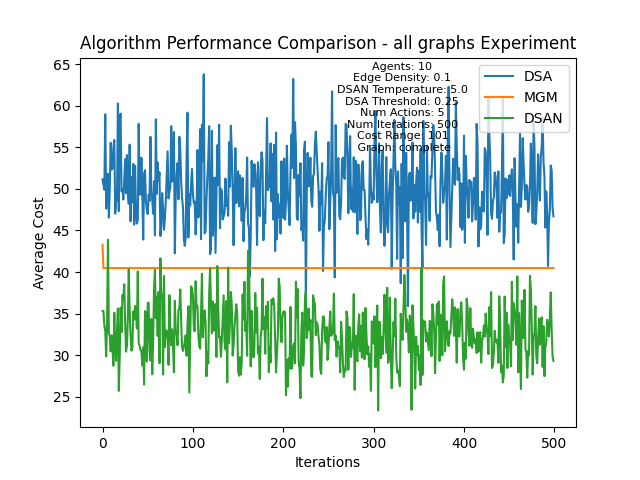 Algorithm Performance Comparison - all graphs Experiment
Agents: 10
Edge Density: 0.1
DSAN Temperature: 5.0
DSA Threshold: 0.25
Num Actions: 5
Num Iterations: 500
Cost Range: 101
Graph: complete
DSA
MGM
DSAN
Average Cost
65
60
55
50
45
40
35
30
25
0
100
200
300
400
500
Iterations